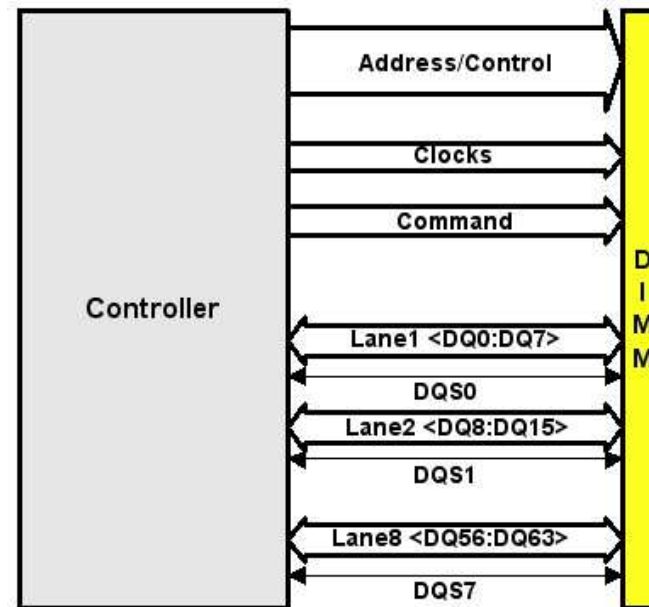 Controller
Address/Control
Clocks
Command
Lane1 <DQ0:DQ7>
DQS0
Lane2 <DQ8:DQ15>
DQS1
Lane8 <DQ56:DQ63>
DQS7
D
I
M
M